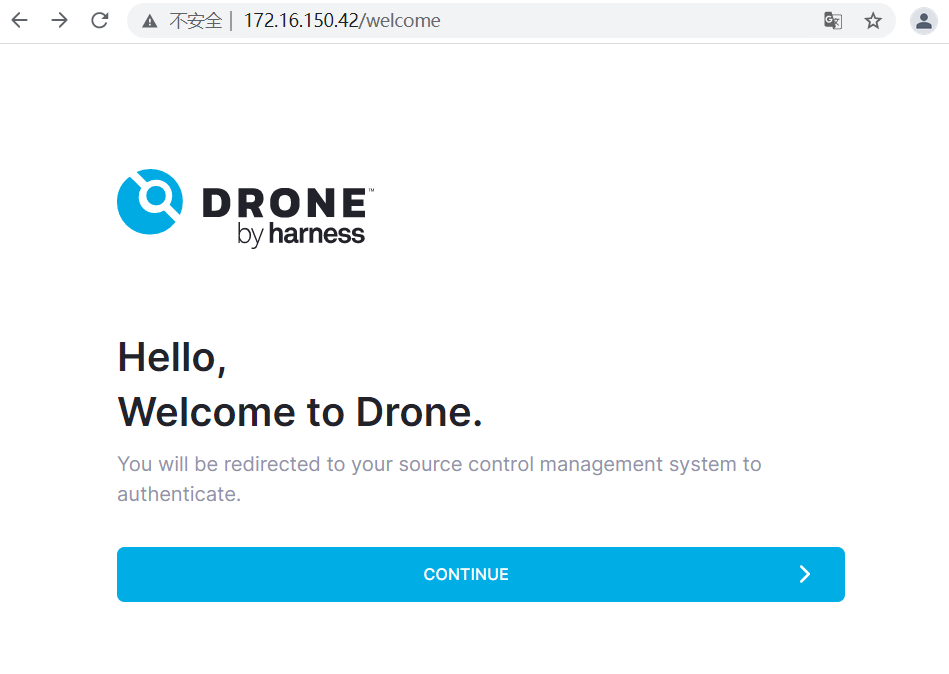 不安全 | 172.16.150.42/welcome
DRONE™
by harness
Hello,
Welcome to Drone.
You will be redirected to your source control management system to
authenticate.
CONTINUE